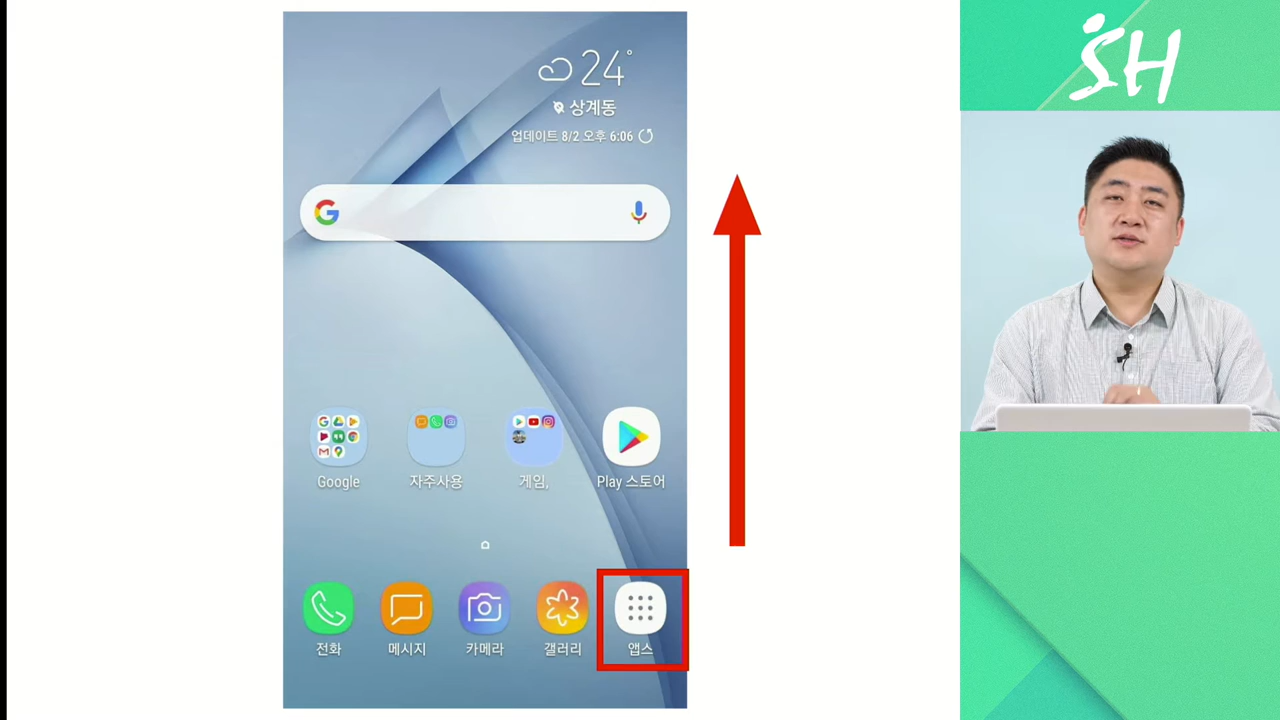 SH
24°
상계동
업데이트 8/2 오후 6:06
Google
자주사용
게임,
Play 스토어
전화
메시지
카메라
갤러리
앱스